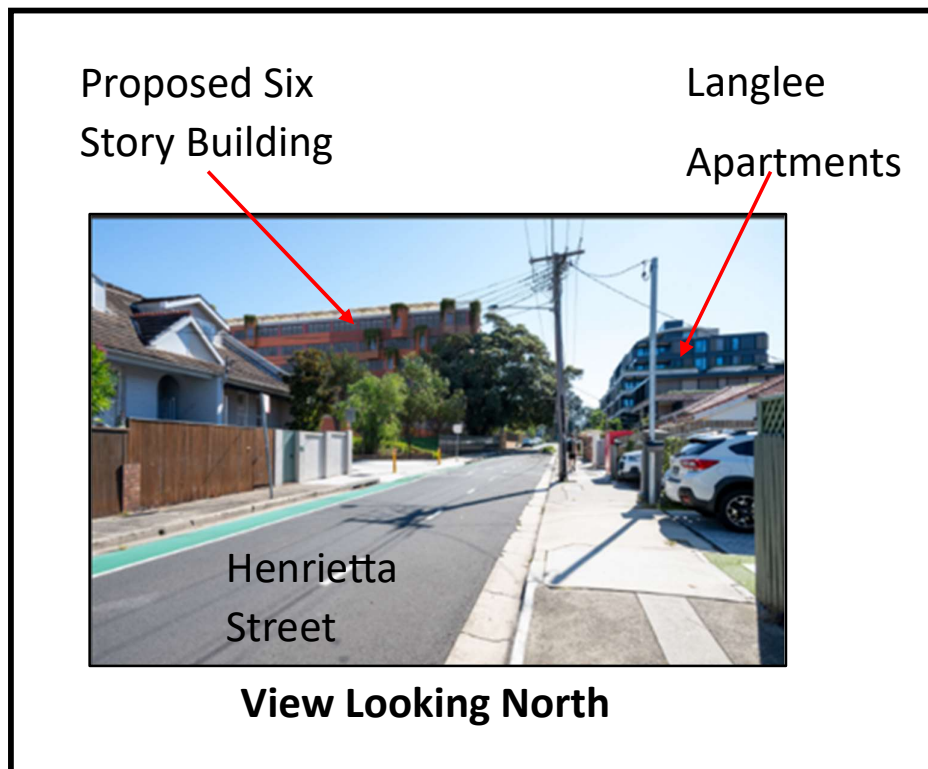 Proposed Six
Story Building
Langlee
Apartments
Henrietta
Street
View Looking North